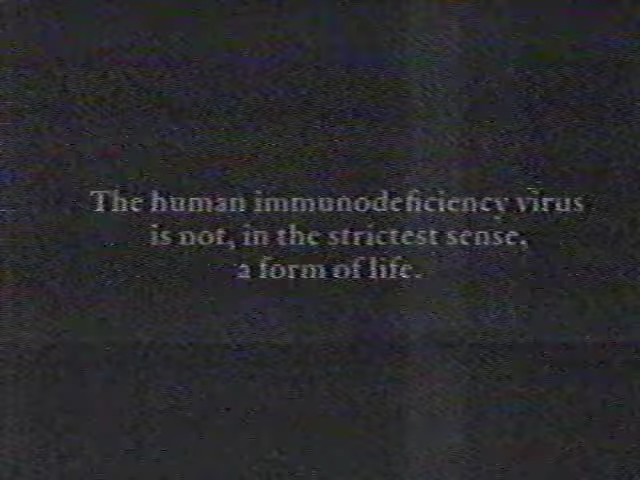 The human immunodeficiency virus
is not, in the strictest sense,
a form of life.